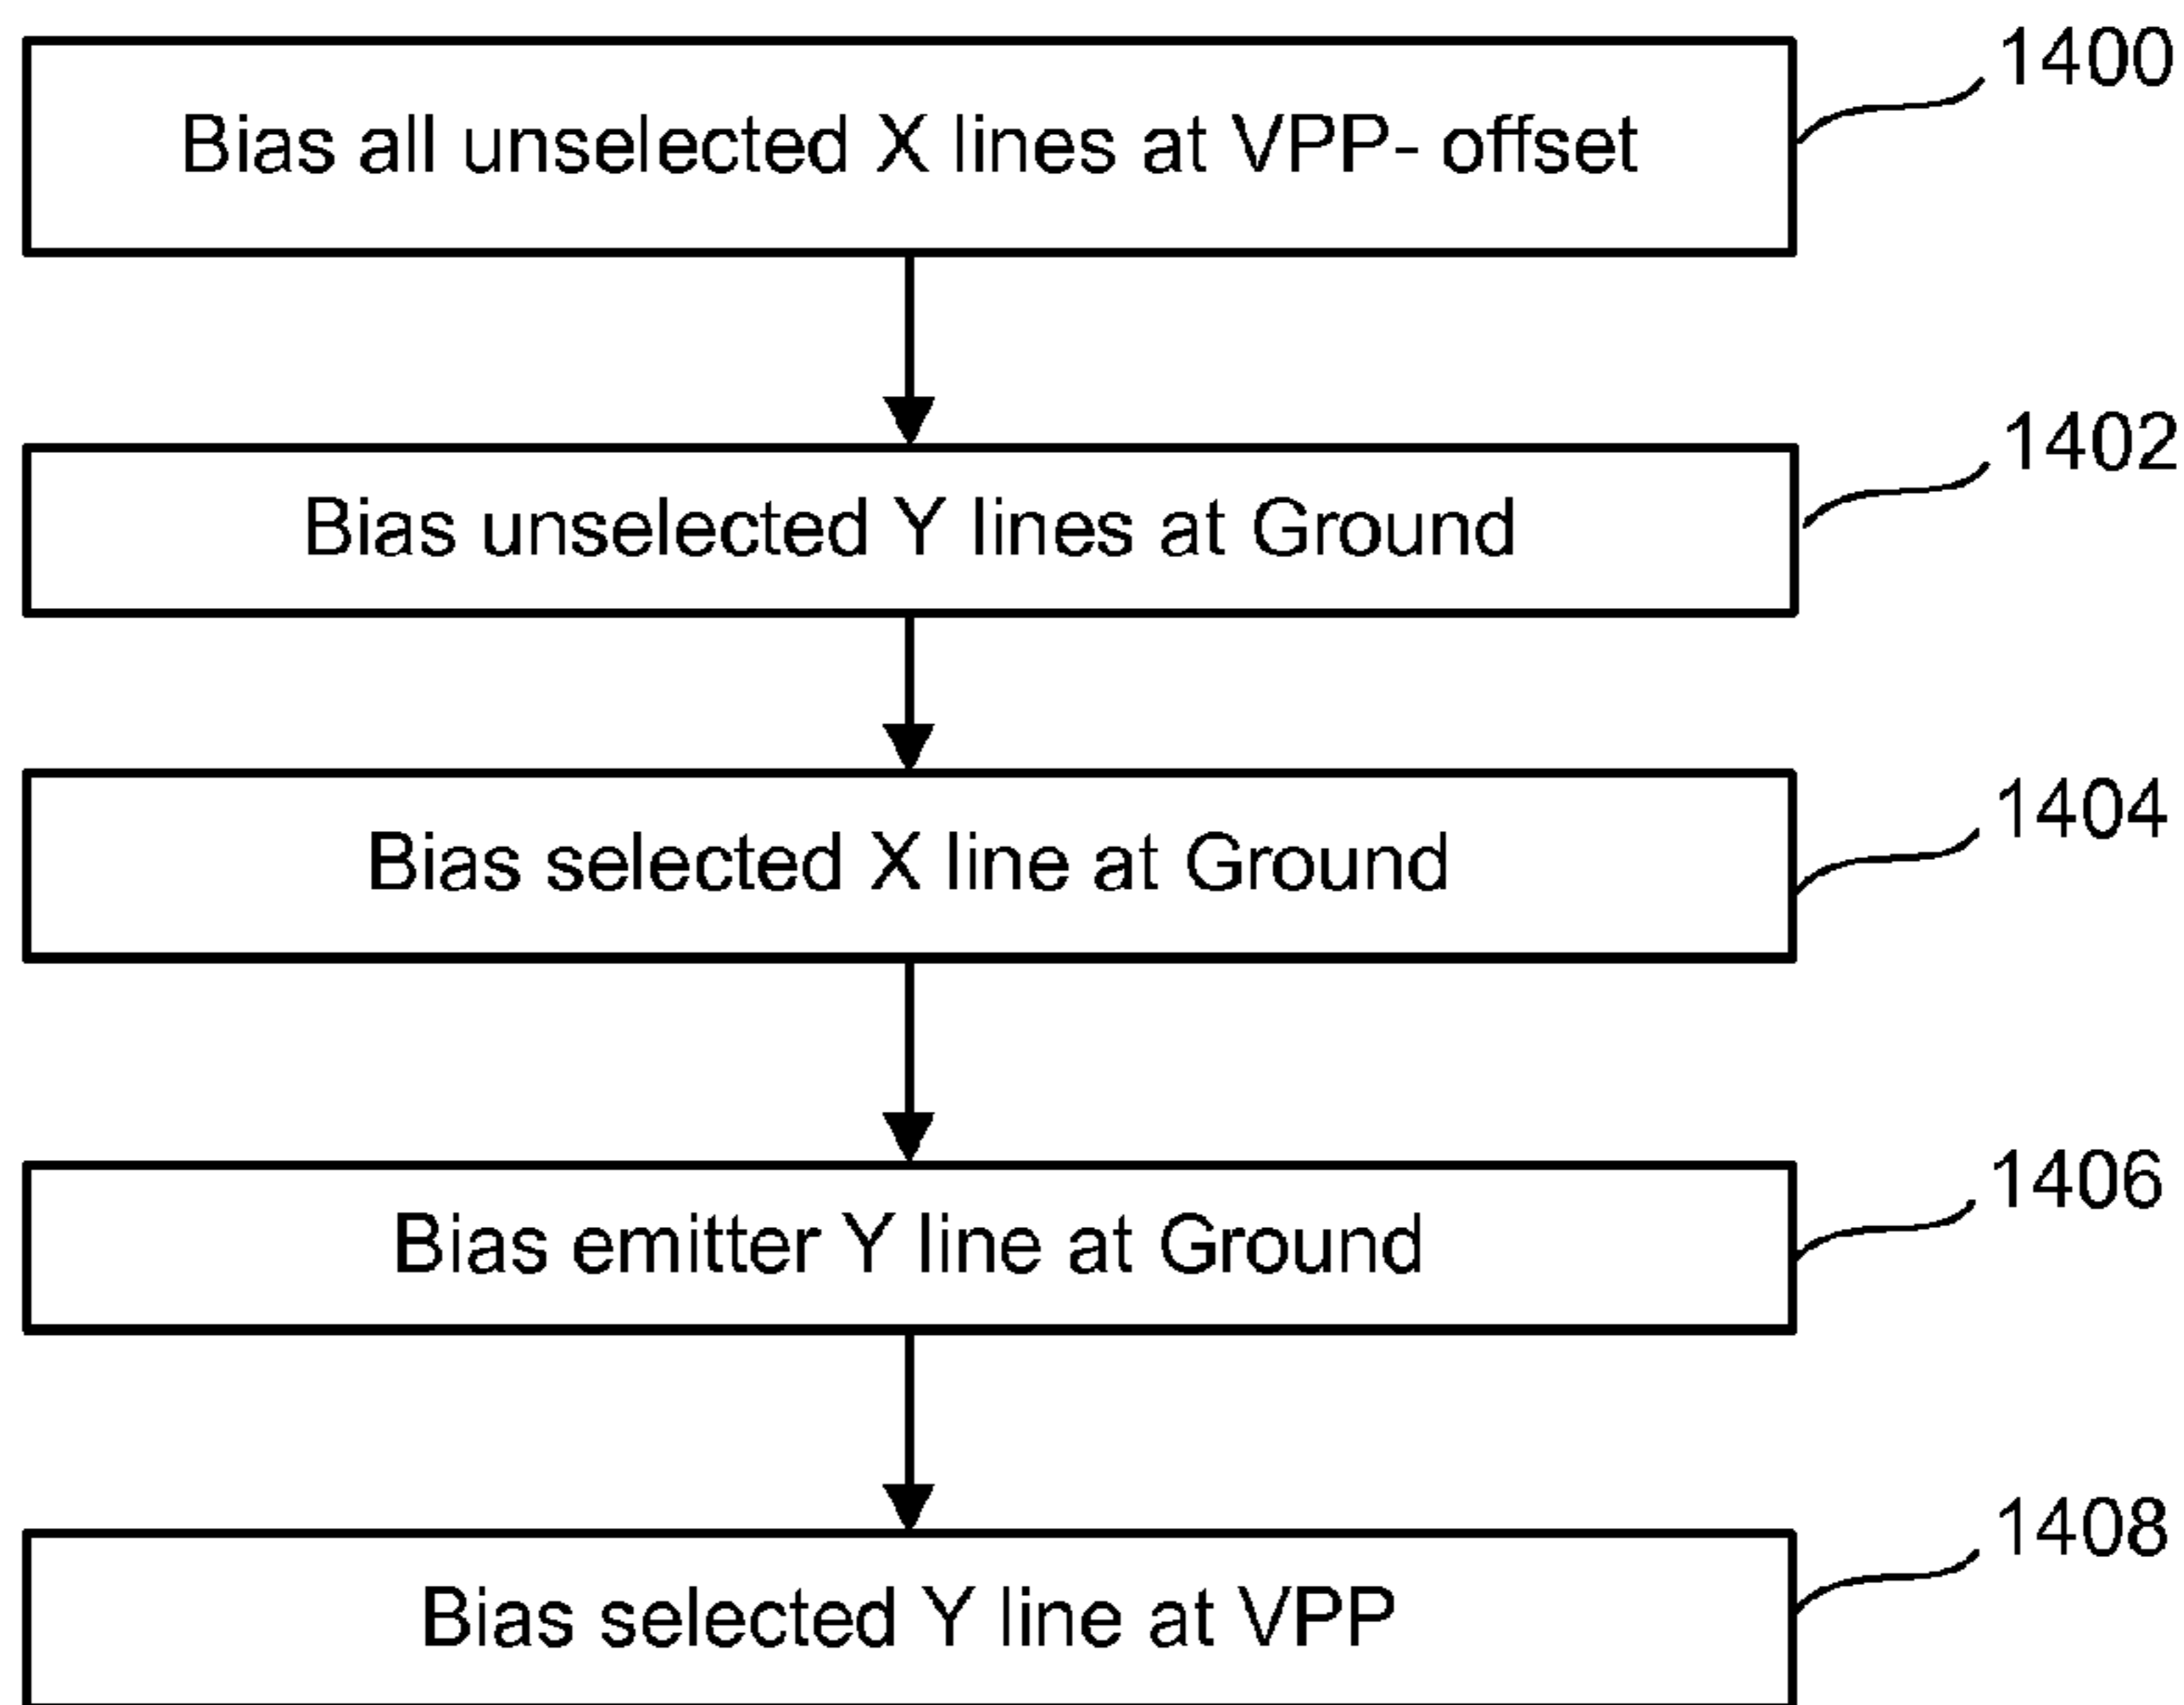 1400
Bias all unselected X lines at VPP- offset
1402
Bias unselected Y lines at Ground
1404
Bias selected X line at Ground
1406
Bias emitter Y line at Ground
1408
Bias selected Y line at VPP